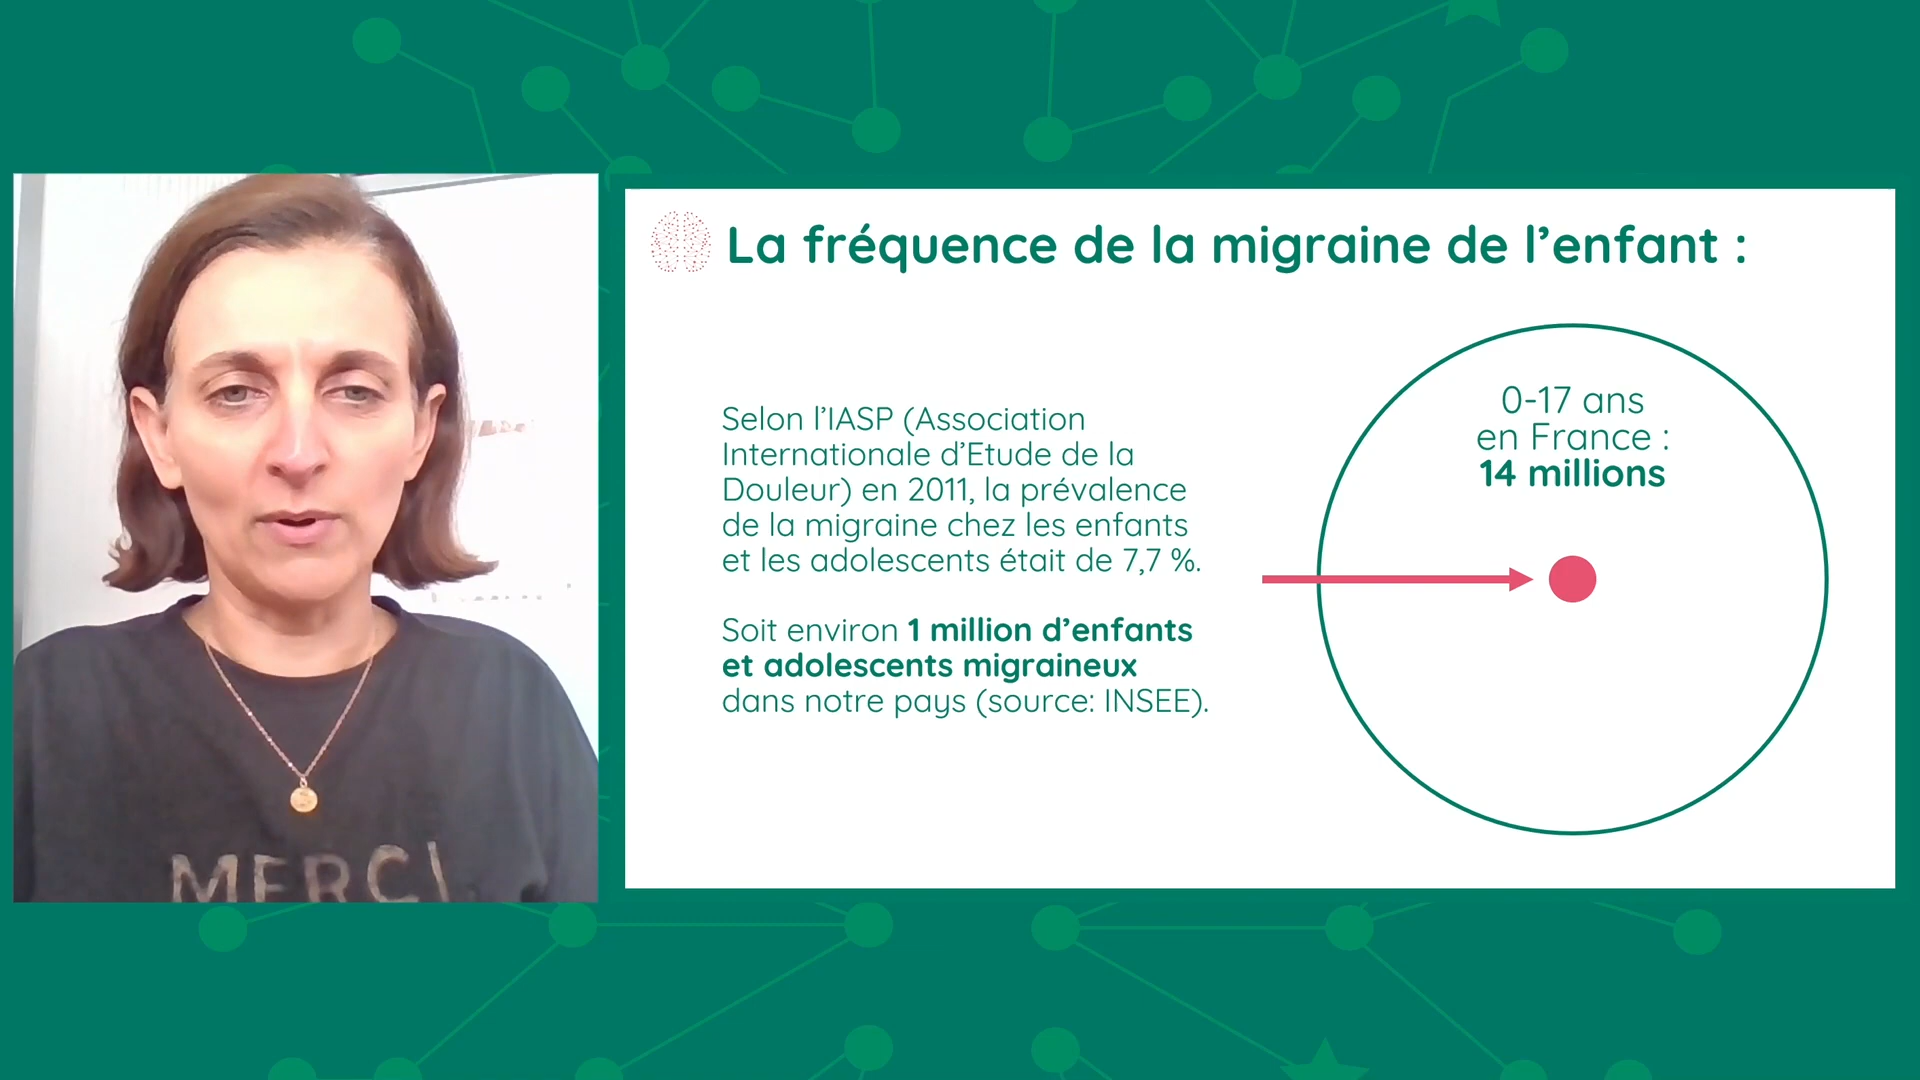 La fréquence de la migraine de l’enfant :
Selon l’IASP (Association
Internationale d’Etude de la
Douleur) en 2011, la prévalence
de la migraine chez les enfants
et les adolescents était de 7,7 %.
Soit environ 1 million d’enfants
et adolescents migraineux
dans notre pays (source: INSEE).
0-17 ans
en France :
14 millions
MERCI